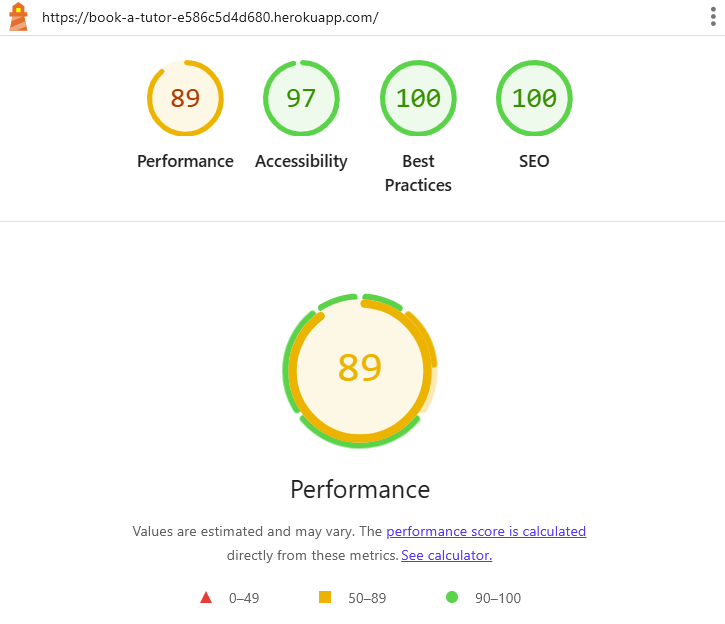 https://book-a-tutor-e586c5d4d680.herokuapp.com/
89 97 100 100
Performance Accessibility Best Practices SEO
89
Performance
Values are estimated and may vary. The performance score is calculated
directly from these metrics. See calculator.
0–49 50–89 90–100